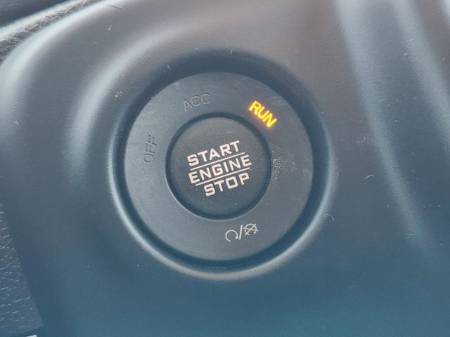 ACC
RUN
OFF
START
ENGINE
STOP